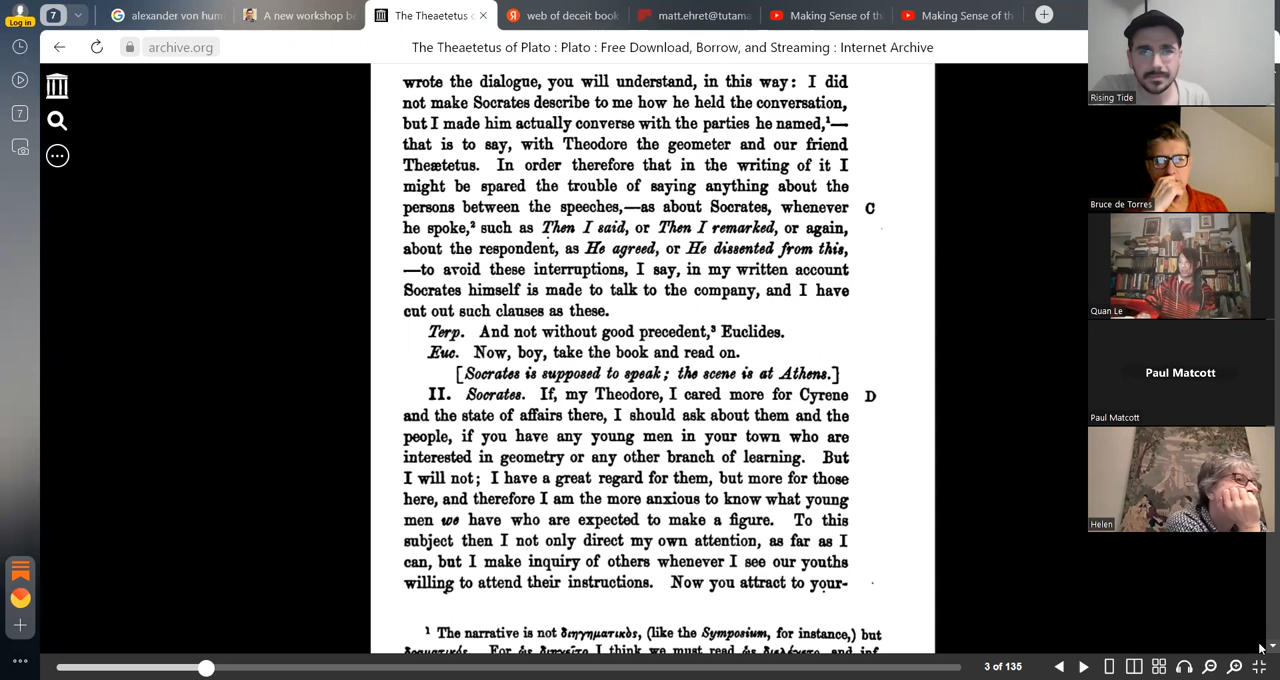 Log in
7
alexander von hum
A new workshop be
The Theaetetus o
web of deceit book
matt.ehret@tutama
Making Sense of th
Making Sense of th
archive.org
The Theaetetus of Plato : Plato : Free Download, Borrow, and Streaming : Internet Archive
7
wrote the dialogue, you will understand, in this way: I did
not make Socrates describe to me how he held the conversation,
but I made him actually converse with the parties he named,¹—
that is to say, with Theodore the geometer and our friend
Theætetus. In order therefore that in the writing of it I
might be spared the trouble of saying anything about the
persons between the speeches,—as about Socrates, whenever C
he spoke,² such as Then I said, or Then I remarked, or again,
about the respondent, as He agreed, or He dissented from this,
—to avoid these interruptions, I say, in my written account
Socrates himself is made to talk to the company, and I have
cut out such clauses as these.
Terp. And not without good precedent,³ Euclides.
Euc. Now, boy, take the book and read on.
[Socrates is supposed to speak; the scene is at Athens.]
II. Socrates. If, my Theodore, I cared more for Cyrene D
and the state of affairs there, I should ask about them and the
people, if you have any young men in your town who are
interested in geometry or any other branch of learning. But
I will not; I have a great regard for them, but more for those
here, and therefore I am the more anxious to know what young
men we have who are expected to make a figure. To this
subject then I not only direct my own attention, as far as I
can, but I make inquiry of others whenever I see our youths
willing to attend their instructions. Now you attract to your-
¹ The narrative is not διηγηματικὸς, (like the Symposium, for instance,) but
I think we must read
3 of 135
Rising Tide
Bruce de Torres
Quan Le
Paul Matcott
Paul Matcott
Helen